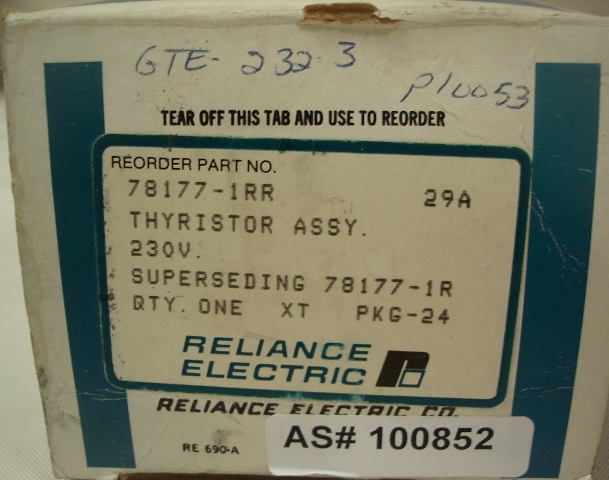 GTE-232-3
P10053
TEAR OFF THIS TAB AND USE TO REORDER
REORDER PART NO.
78177-1RR 29A
THYRISTOR ASSY.
230V.
SUPERSEDING 78177-1R
QTY. ONE XT PKG-24
RELIANCE
ELECTRIC
RELIANCE ELECTRIC CO.
RE 690-A
AS# 100852